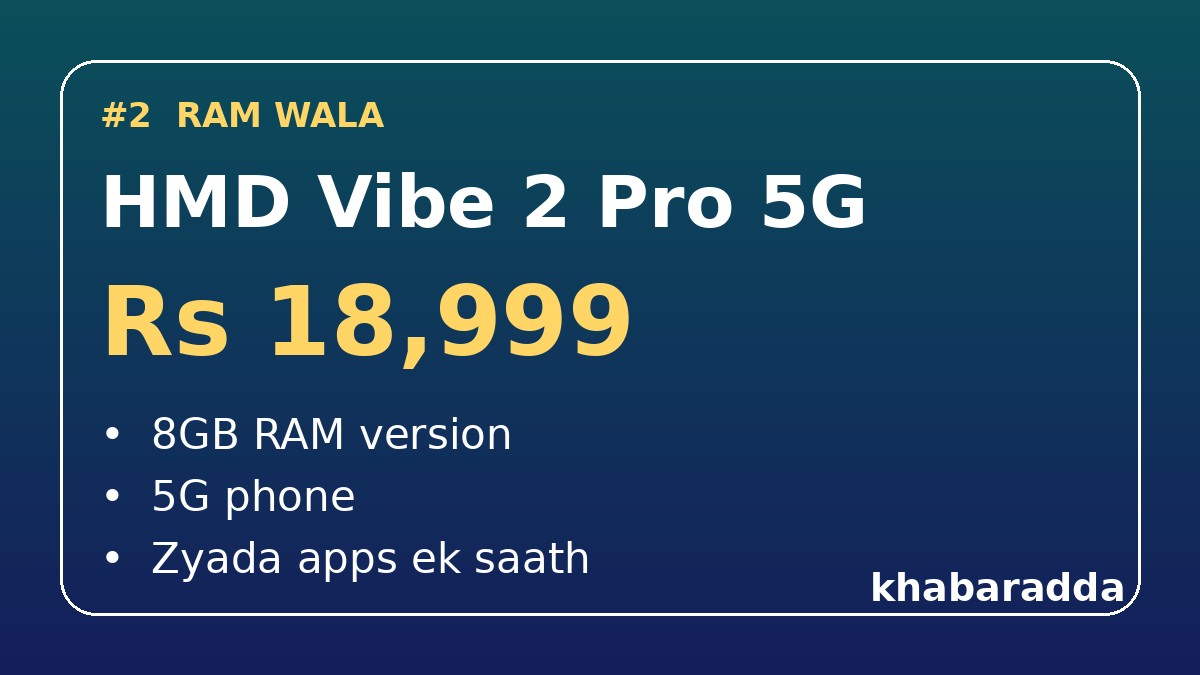 #2 RAM WALA
HMD Vibe 2 Pro 5G
Rs 18,999
• 8GB RAM version
• 5G phone
• Zyada apps ek saath
khabaradda